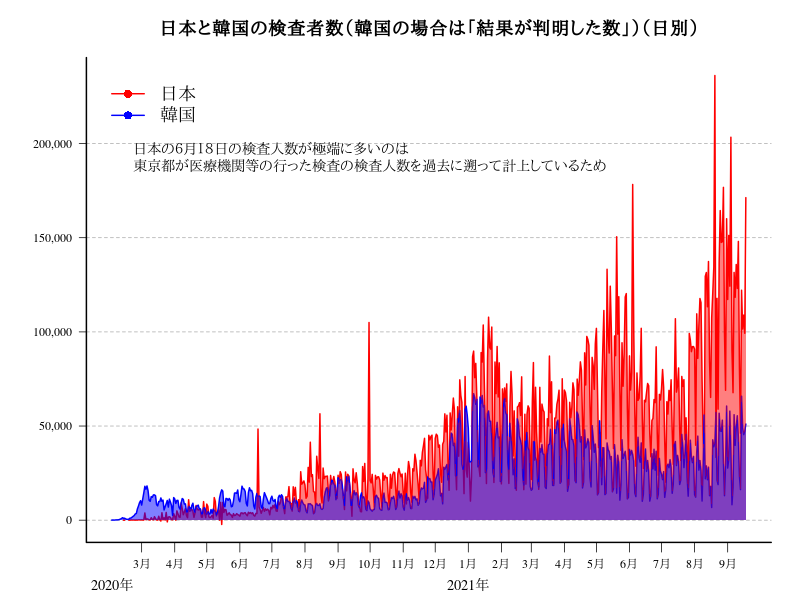 日本と韓国の検査者数(韓国の場合は「結果が判明した数」)(日別)
日本
韓国
日本の6月18日の検査人数が極端に多いのは
東京都が医療機関等の行った検査の検査人数を過去に遡って計上しているため
200,000
150,000
100,000
50,000
0
3月 4月 5月 6月 7月 8月 9月 10月 11月 12月 1月 2月 3月 4月 5月 6月 7月 8月 9月
2020年 2021年